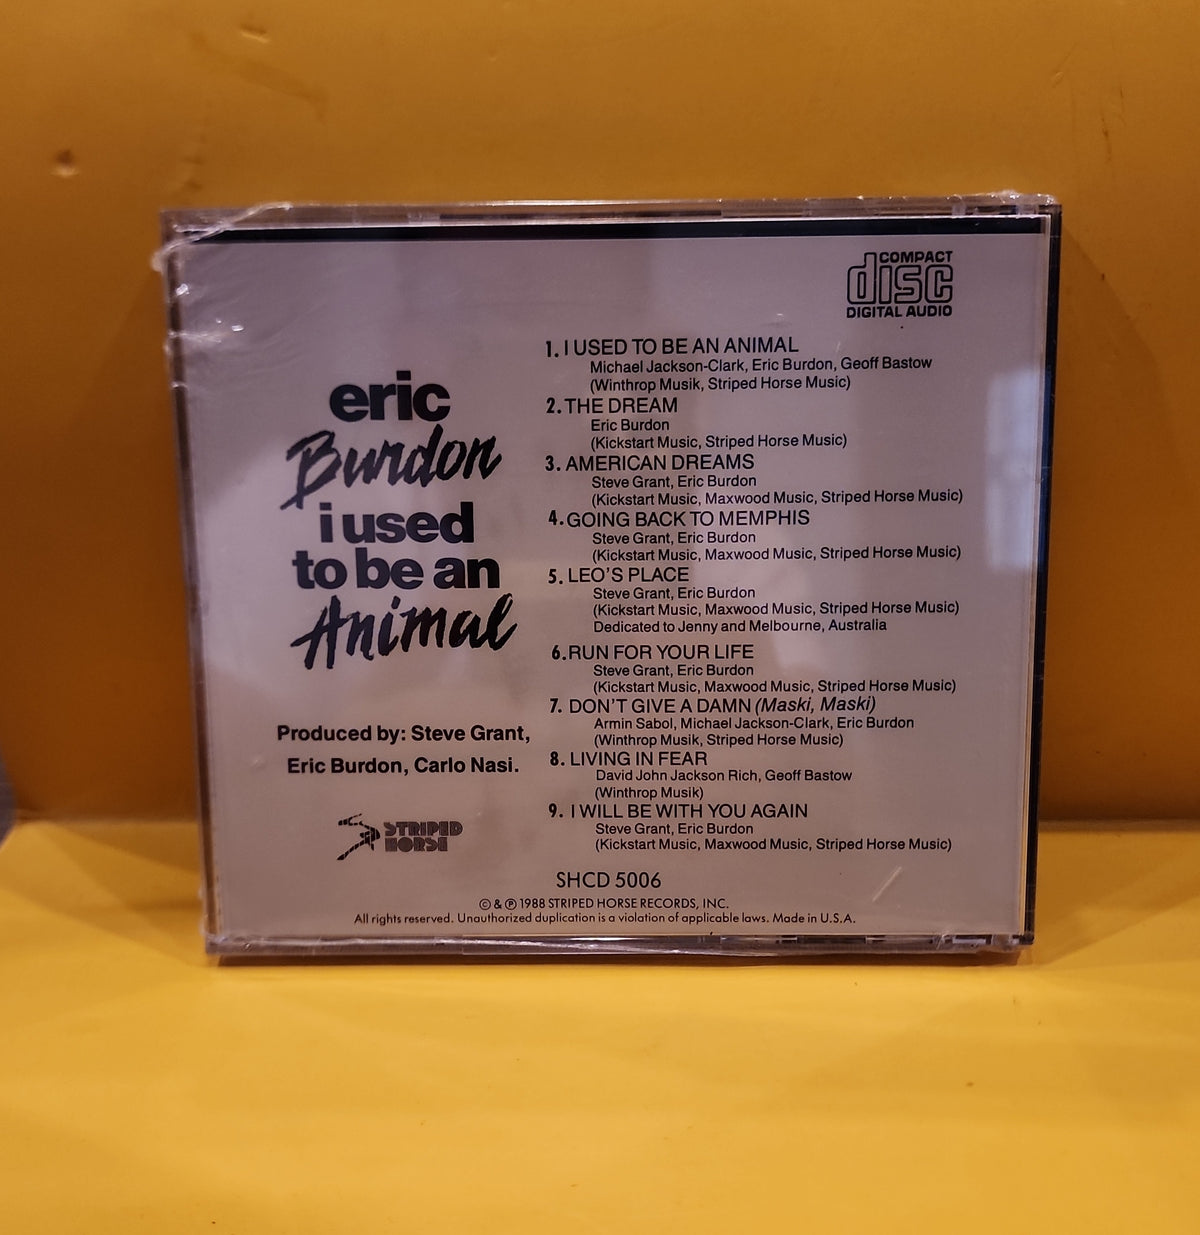 COMPACT
disc
DIGITAL AUDIO
eric
Burdon
i used
to be an
Animal
Produced by: Steve Grant,
Eric Burdon, Carlo Nasi.
STRIPED
HORSE
1. I USED TO BE AN ANIMAL
Michael Jackson-Clark, Eric Burdon, Geoff Bastow
(Winthrop Musik, Striped Horse Music)
2. THE DREAM
Eric Burdon
(Kickstart Music, Striped Horse Music)
3. AMERICAN DREAMS
Steve Grant, Eric Burdon
(Kickstart Music, Maxwood Music, Striped Horse Music)
4. GOING BACK TO MEMPHIS
Steve Grant, Eric Burdon
(Kickstart Music, Maxwood Music, Striped Horse Music)
5. LEO'S PLACE
Steve Grant, Eric Burdon
(Kickstart Music, Maxwood Music, Striped Horse Music)
Dedicated to Jenny and Melbourne, Australia
6. RUN FOR YOUR LIFE
Steve Grant, Eric Burdon
(Kickstart Music, Maxwood Music, Striped Horse Music)
7. DON'T GIVE A DAMN (Maski, Maski)
Armin Sabol, Michael Jackson-Clark, Eric Burdon
(Winthrop Musik, Striped Horse Music)
8. LIVING IN FEAR
David John Jackson Rich, Geoff Bastow
(Winthrop Musik)
9. I WILL BE WITH YOU AGAIN
Steve Grant, Eric Burdon
(Kickstart Music, Maxwood Music, Striped Horse Music)
SHCD 5006
© & ℗ 1988 STRIPED HORSE RECORDS, INC.
All rights reserved. Unauthorized duplication is a violation of applicable laws. Made in U.S.A.